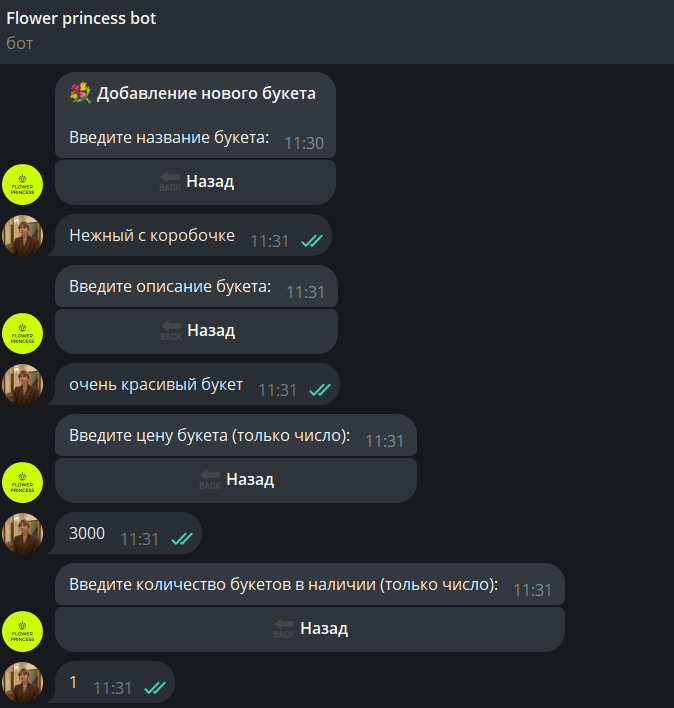 Flower princess bot
бот
Добавление нового букета
Введите название букета: 11:30
BACK Назад
FLOWER
PRINCESS
Нежный с коробочке 11:31
Введите описание букета: 11:31
BACK Назад
FLOWER
PRINCESS
очень красивый букет 11:31
Введите цену букета (только число): 11:31
BACK Назад
FLOWER
PRINCESS
3000 11:31
Введите количество букетов в наличии (только число): 11:31
BACK Назад
FLOWER
PRINCESS
1 11:31